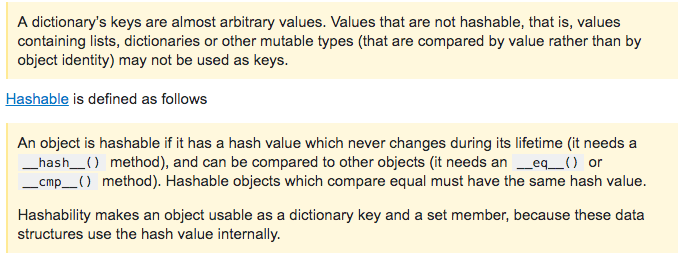 A dictionary’s keys are almost arbitrary values. Values that are not hashable, that is, values
containing lists, dictionaries or other mutable types (that are compared by value rather than by
object identity) may not be used as keys.
Hashable is defined as follows
An object is hashable if it has a hash value which never changes during its lifetime (it needs a
__hash__() method), and can be compared to other objects (it needs an __eq__() or
__cmp__() method). Hashable objects which compare equal must have the same hash value.
Hashability makes an object usable as a dictionary key and a set member, because these data
structures use the hash value internally.